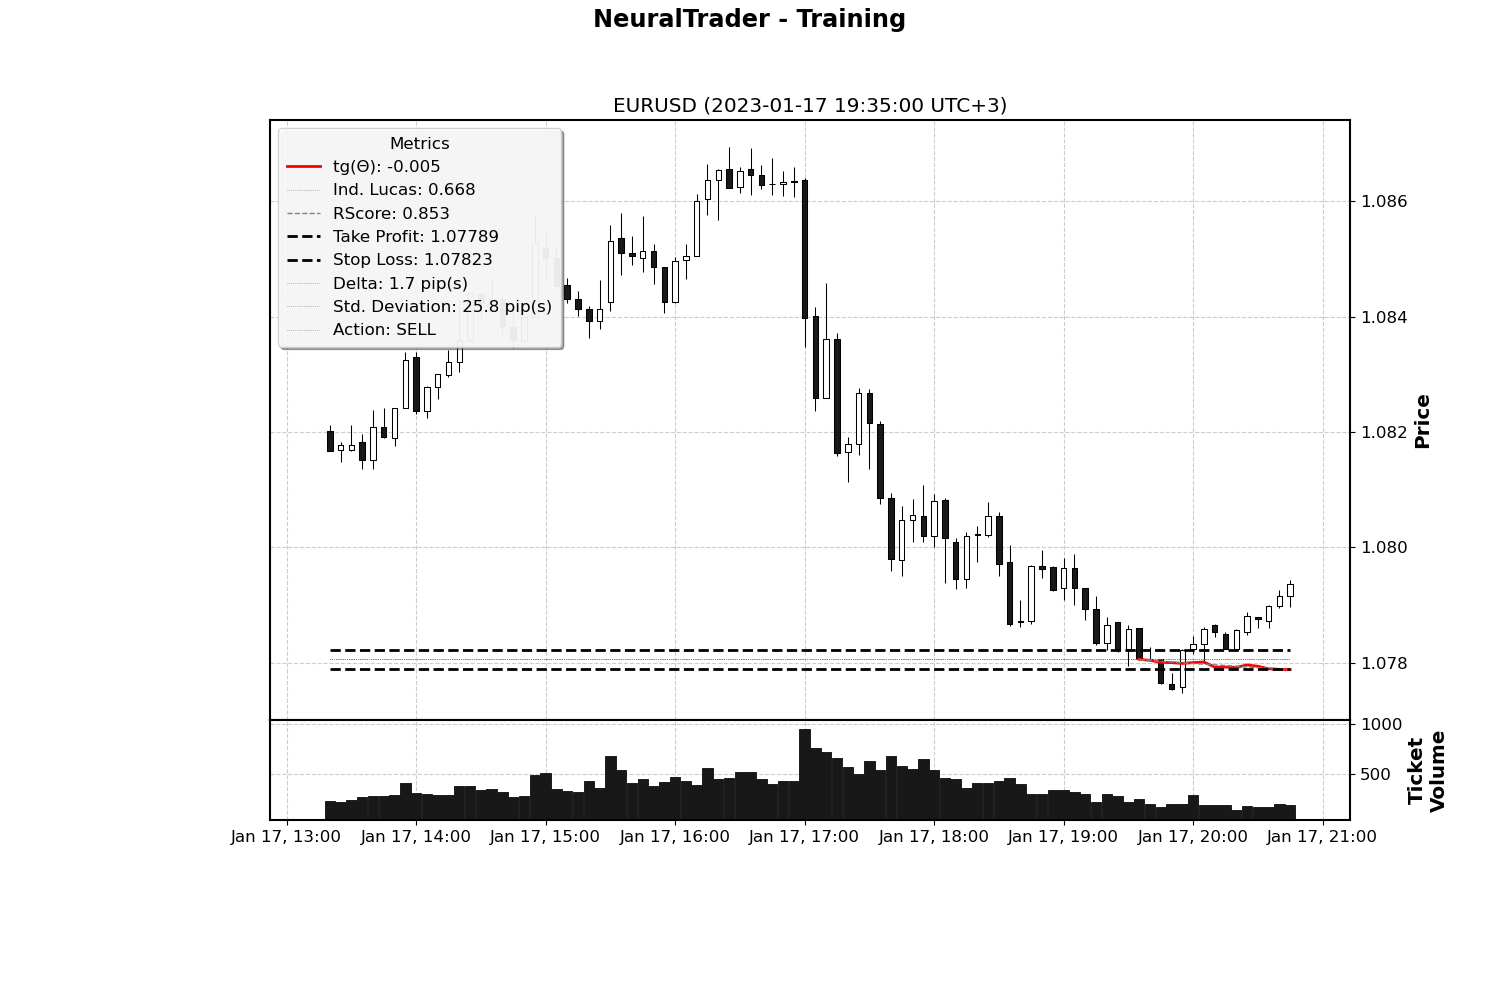 NeuralTrader - Training
EURUSD (2023-01-17 19:35:00 UTC+3)
Metrics
tg(Θ): -0.005
Ind. Lucas: 0.668
RScore: 0.853
Take Profit: 1.07789
Stop Loss: 1.07823
Delta: 1.7 pip(s)
Std. Deviation: 25.8 pip(s)
Action: SELL
1.086
1.084
1.082
1.080
1.078
Price
1000
500
Ticket
Volume
Jan 17, 13:00
Jan 17, 14:00
Jan 17, 15:00
Jan 17, 16:00
Jan 17, 17:00
Jan 17, 18:00
Jan 17, 19:00
Jan 17, 20:00
Jan 17, 21:00